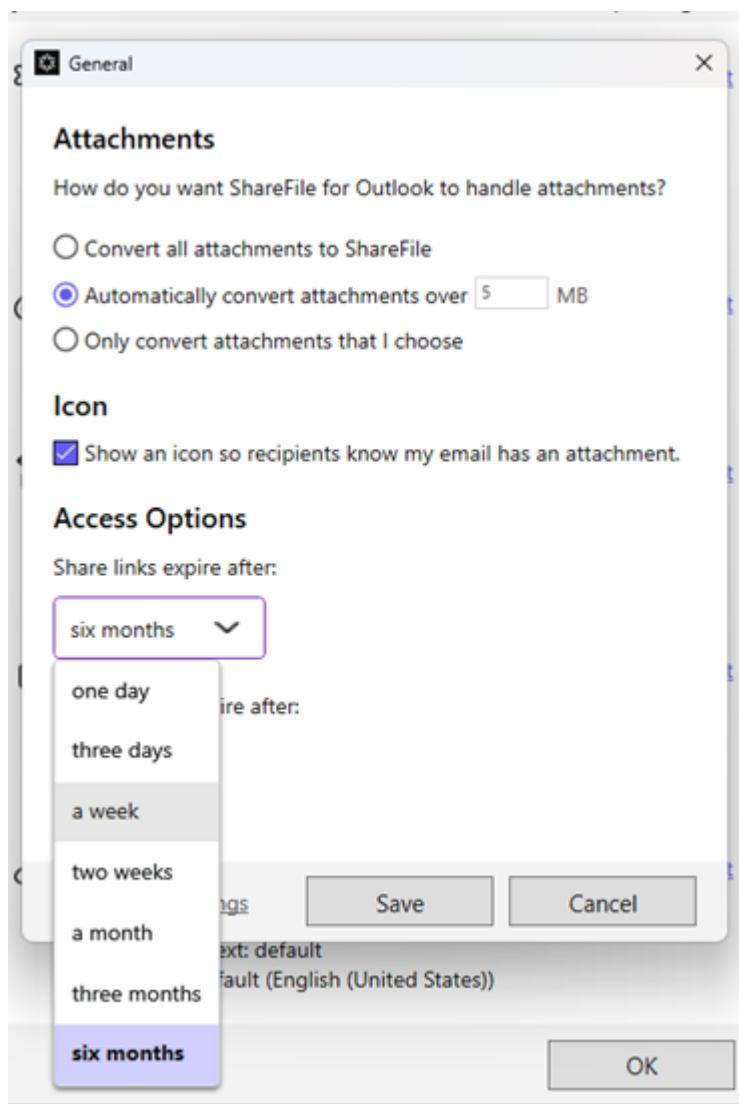 General
Attachments
How do you want ShareFile for Outlook to handle attachments?
Convert all attachments to ShareFile
Automatically convert attachments over 5 MB
Only convert attachments that I choose
Icon
Show an icon so recipients know my email has an attachment.
Access Options
Share links expire after:
six months
one day
ire after:
three days
a week
two weeks
ngs Save Cancel
a month
ext: default
fault (English (United States))
three months
six months
OK